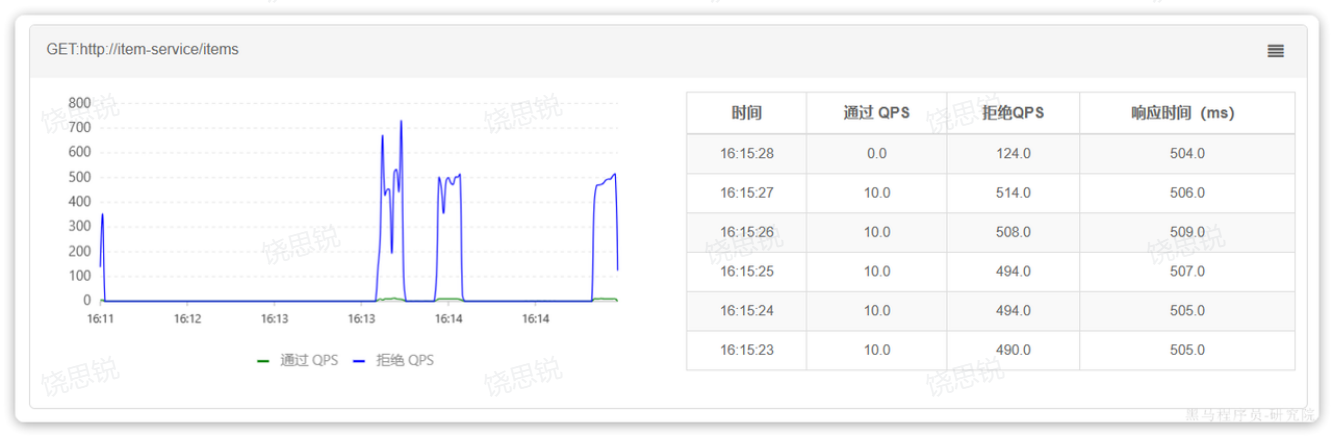 GET:http://item-service/items
800
700
600
500
400
300
200
100
0
16:11 16:12 16:13 16:13 16:14 16:14
通过 QPS 拒绝 QPS
时间 通过 QPS 拒绝QPS 响应时间（ms）
16:15:28 0.0 124.0 504.0
16:15:27 10.0 514.0 506.0
16:15:26 10.0 508.0 509.0
16:15:25 10.0 494.0 507.0
16:15:24 10.0 494.0 505.0
16:15:23 10.0 490.0 505.0
饶思锐 饶思锐 饶思锐
饶思锐 饶思锐 饶思锐
饶思锐 饶思锐 饶思锐
黑马程序员-研究院